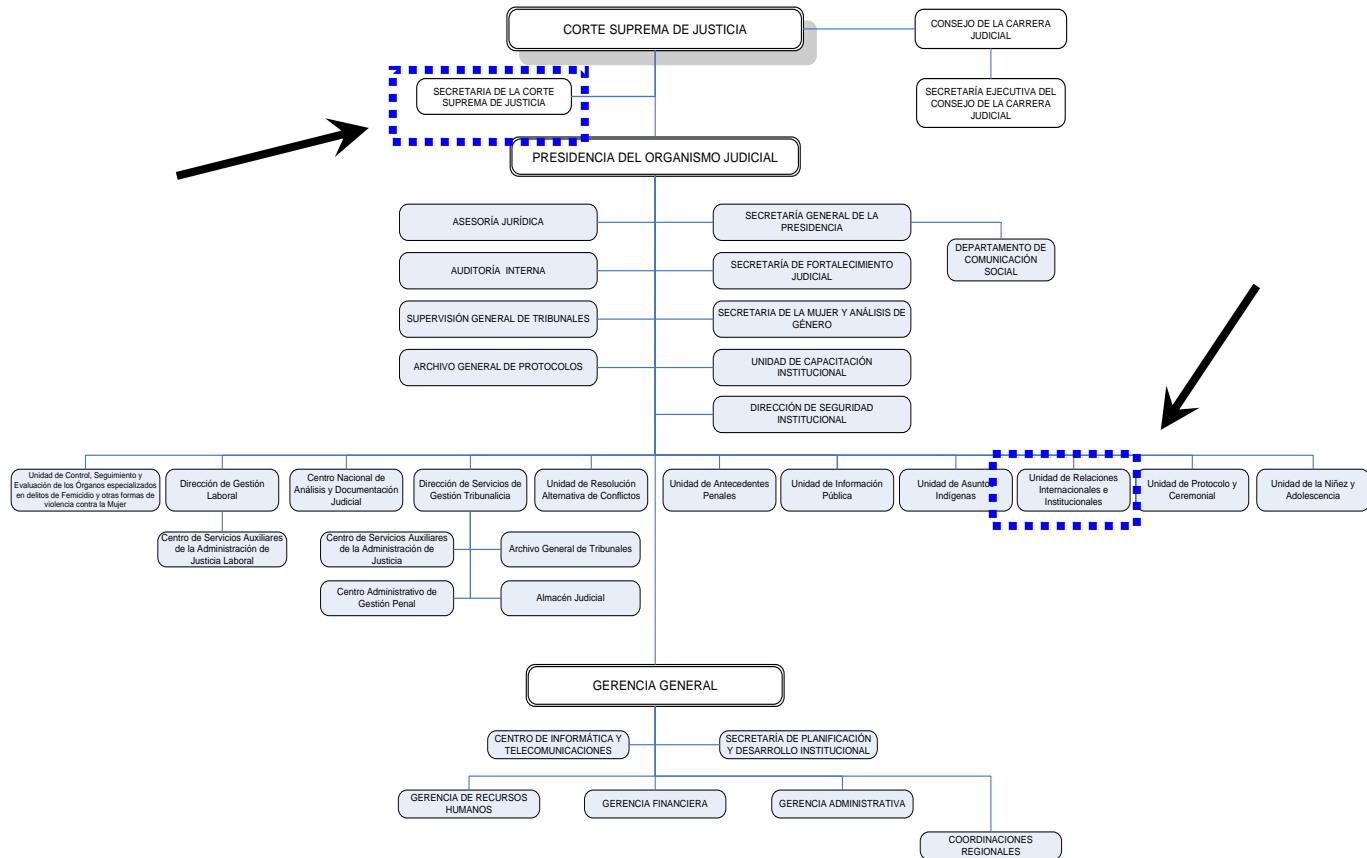 CORTE SUPREMA DE JUSTICIA
CONSEJO DE LA CARRERA
JUDICIAL
SECRETARIA DE LA CORTE
SUPREMA DE JUSTICIA
SECRETARÍA EJECUTIVA DEL
CONSEJO DE LA CARRERA
JUDICIAL
PRESIDENCIA DEL ORGANISMO JUDICIAL
ASESORÍA JURÍDICA
SECRETARÍA GENERAL DE LA
PRESIDENCIA
DEPARTAMENTO DE
COMUNICACIÓN
SOCIAL
AUDITORÍA INTERNA
SECRETARÍA DE FORTALECIMIENTO
JUDICIAL
SUPERVISIÓN GENERAL DE TRIBUNALES
SECRETARIA DE LA MUJER Y ANÁLISIS DE
GÉNERO
ARCHIVO GENERAL DE PROTOCOLOS
UNIDAD DE CAPACITACIÓN
INSTITUCIONAL
DIRECCIÓN DE SEGURIDAD
INSTITUCIONAL
Unidad de Control, Seguimiento y
Evaluación de los Órganos especializados
en delitos de Femicidio y otras formas de
violencia contra la Mujer
Dirección de Gestión
Laboral
Centro Nacional de
Análisis y Documentación
Judicial
Dirección de Servicios de
Gestión Tribunalicia
Unidad de Resolución
Alternativa de Conflictos
Unidad de Antecedentes
Penales
Unidad de Información
Pública
Unidad de Asuntos
Indígenas
Unidad de Relaciones
Internacionales e
Institucionales
Unidad de Protocolo y
Ceremonial
Unidad de la Niñez y
Adolescencia
Centro de Servicios Auxiliares
de la Administración de
Justicia Laboral
Centro de Servicios Auxiliares
de la Administración de
Justicia
Archivo General de Tribunales
Centro Administrativo de
Gestión Penal
Almacén Judicial
GERENCIA GENERAL
CENTRO DE INFORMÁTICA Y
TELECOMUNICACIONES
SECRETARÍA DE PLANIFICACIÓN
Y DESARROLLO INSTITUCIONAL
GERENCIA DE RECURSOS
HUMANOS
GERENCIA FINANCIERA
GERENCIA ADMINISTRATIVA
COORDINACIONES
REGIONALES